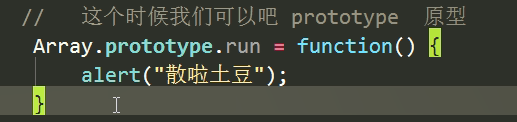 // 这个时候我们可以吧 prototype 原型
Array.prototype.run = function() {
alert("散啦土豆");
}